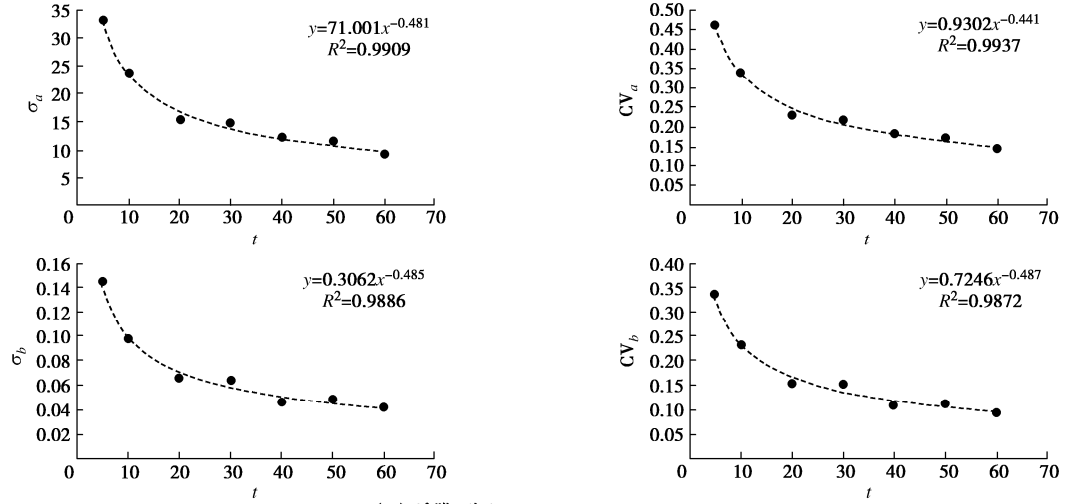 35
30
25
20
15
10
5
0
10 20 30 40 50 60 70
σa
t
y=71.001x−0.481
R2=0.9909
0.50
0.45
0.40
0.35
0.30
0.25
0.20
0.15
0.10
0.05
0
10 20 30 40 50 60 70
CVa
t
y=0.9302x−0.441
R2=0.9937
0.16
0.14
0.12
0.10
0.08
0.06
0.04
0.02
0
10 20 30 40 50 60 70
σb
t
y=0.3062x−0.485
R2=0.9886
0.40
0.35
0.30
0.25
0.20
0.15
0.10
0.05
0
10 20 30 40 50 60 70
CVb
t
y=0.7246x−0.487
R2=0.9872